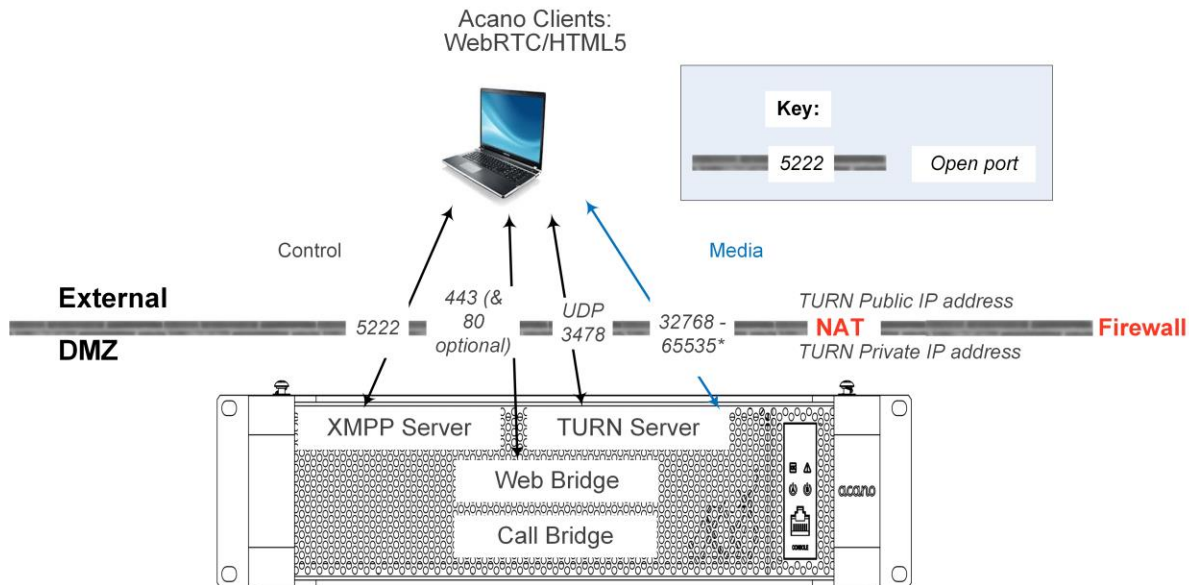 Acano Clients:
WebRTC/HTML5
Key:
5222
Open port
Control
Media
External
443 (&
80
optional)
UDP
3478
5222
32768 -
65535*
TURN Public IP address
NAT
Firewall
DMZ
TURN Private IP address
XMPP Server
TURN Server
Web Bridge
Call Bridge
acano
CONSOLE